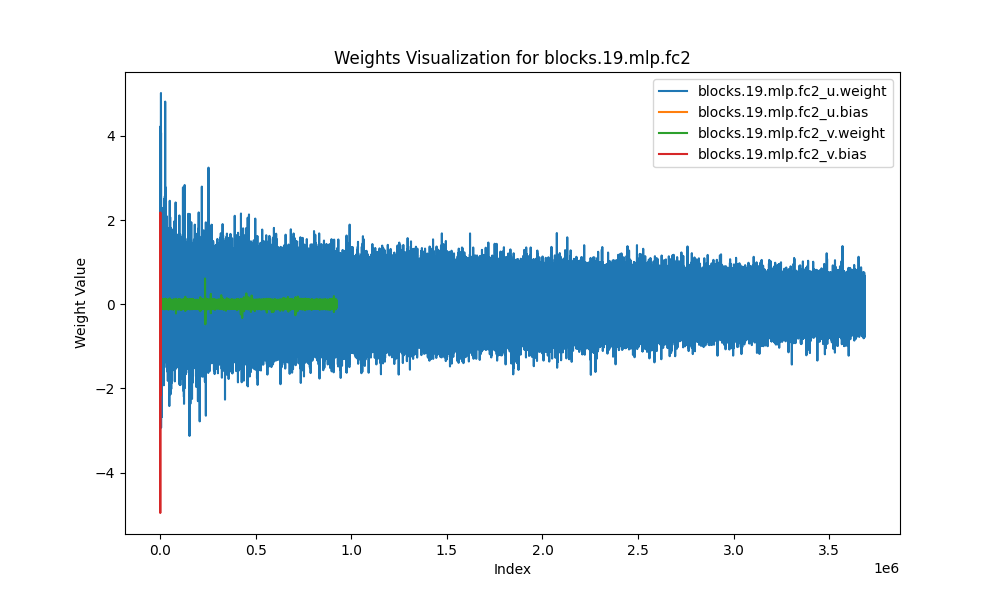 Weights Visualization for blocks.19.mlp.fc2
blocks.19.mlp.fc2_u.weight
blocks.19.mlp.fc2_u.bias
blocks.19.mlp.fc2_v.weight
blocks.19.mlp.fc2_v.bias
Weight Value
4
2
0
−2
−4
0.0 0.5 1.0 1.5 2.0 2.5 3.0 3.5
1e6
Index